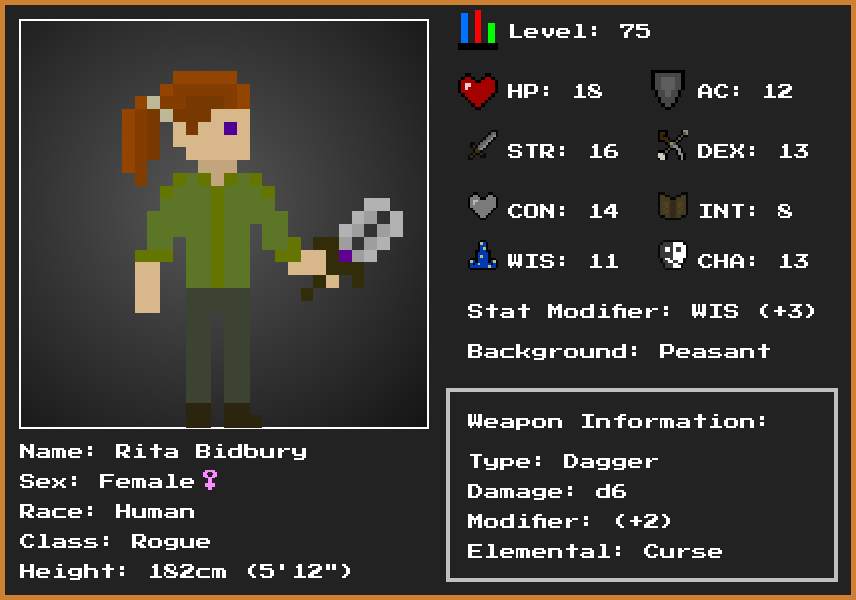 Level: 75
HP: 18
AC: 12
STR: 16
DEX: 13
CON: 14
INT: 8
WIS: 11
CHA: 13
Stat Modifier: WIS (+3)
Background: Peasant
Weapon Information:
Type: Dagger
Damage: d6
Modifier: (+2)
Elemental: Curse
Name: Rita Bidbury
Sex: Female♀
Race: Human
Class: Rogue
Height: 182cm (5'12")